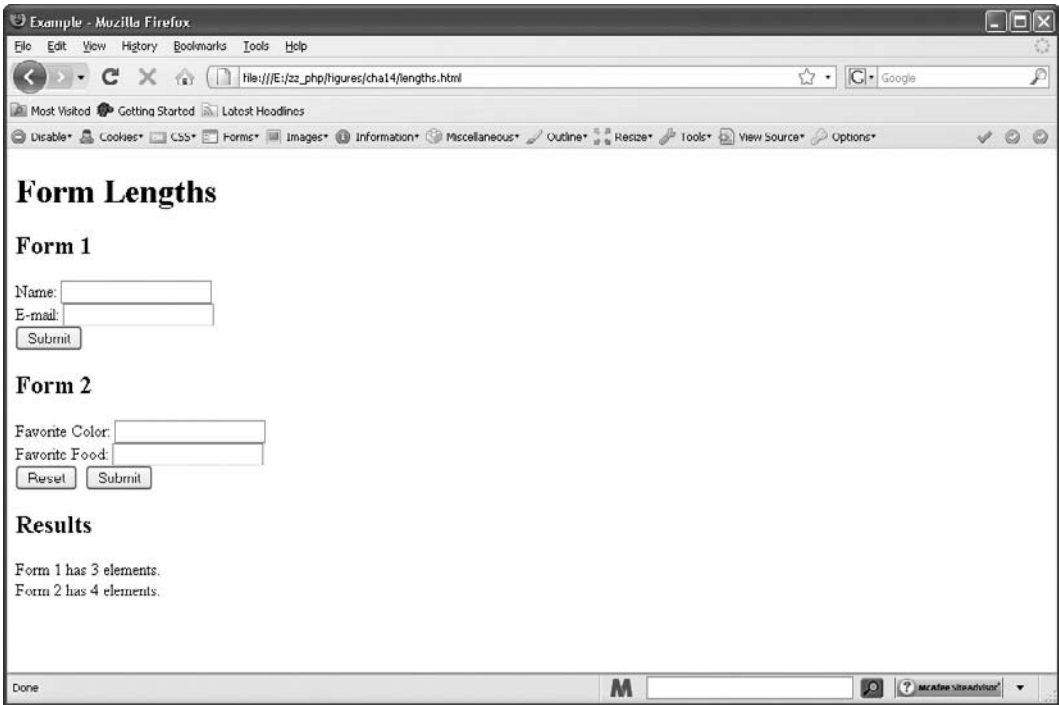 Example - Mozilla Firefox
File Edit View History Bookmarks Tools Help
file:///E:/zz_php/figures/cha14/lengths.html
G Google
Most Visited Getting Started Latest Headlines
Disable Cookies CSS Forms Images Information Miscellaneous Outline Resize Tools View Source Options
Form Lengths
Form 1
Name:
E-mail:
Submit
Form 2
Favorite Color:
Favorite Food:
Reset Submit
Results
Form 1 has 3 elements.
Form 2 has 4 elements.
Done M McAfee SiteAdvisor